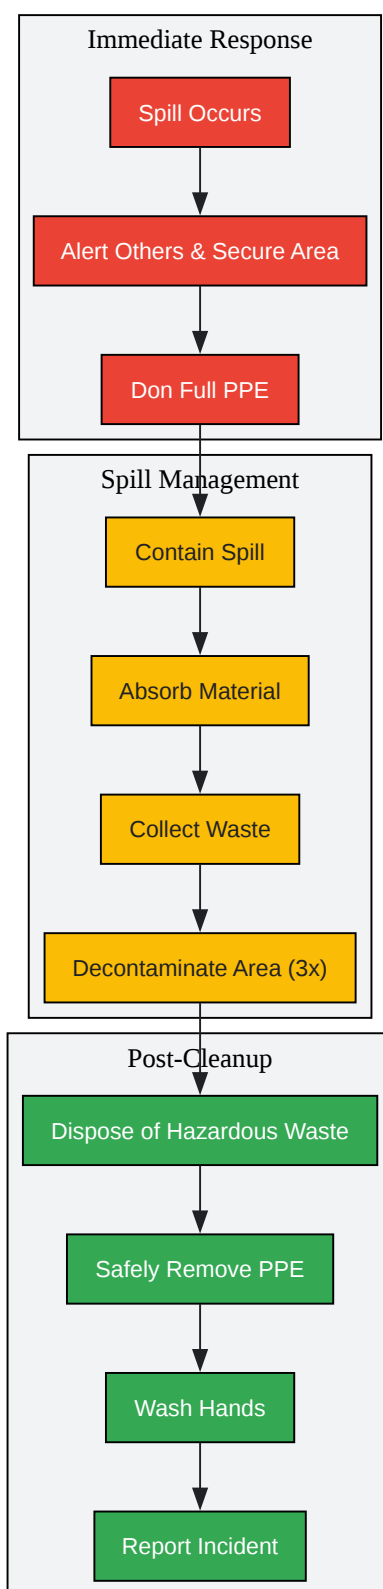 Immediate Response
Spill Occurs
Alert Others & Secure Area
Don Full PPE
Spill Management
Contain Spill
Absorb Material
Collect Waste
Decontaminate Area (3x)
Post-Cleanup
Dispose of Hazardous Waste
Safely Remove PPE
Wash Hands
Report Incident